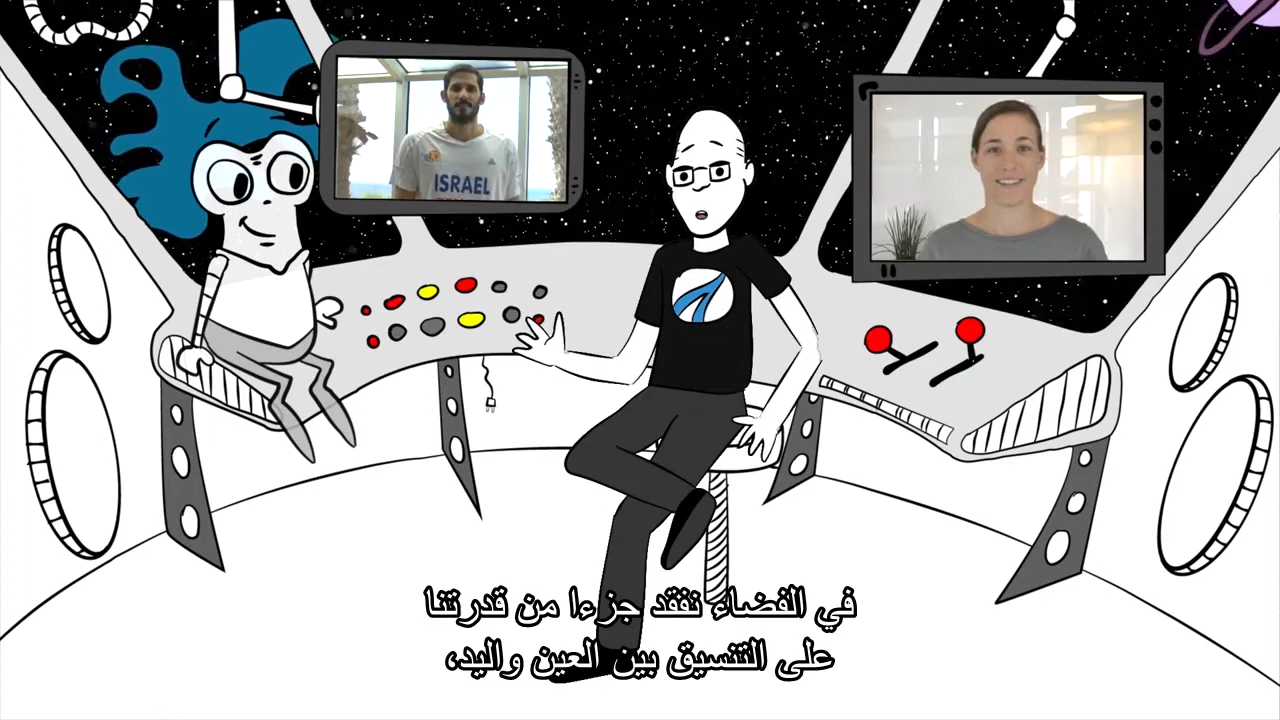 ISRAEL
في الفضاء نفقد جزءا من قدرتنا
على التنسيق بين العين واليد،